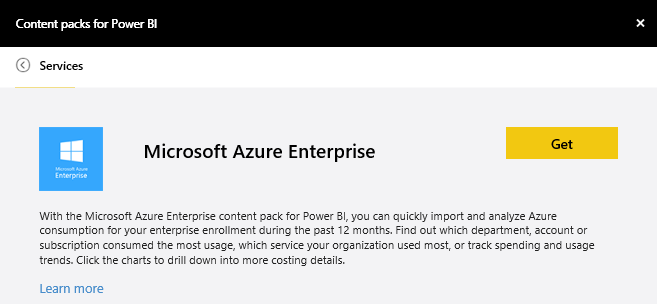 Content packs for Power BI
Services
Microsoft Azure
Enterprise
Microsoft Azure Enterprise
Get
With the Microsoft Azure Enterprise content pack for Power BI, you can quickly import and analyze Azure
consumption for your enterprise enrollment during the past 12 months. Find out which department, account or
subscription consumed the most usage, which service your organization used most, or track spending and usage
trends. Click the charts to drill down into more costing details.
Learn more